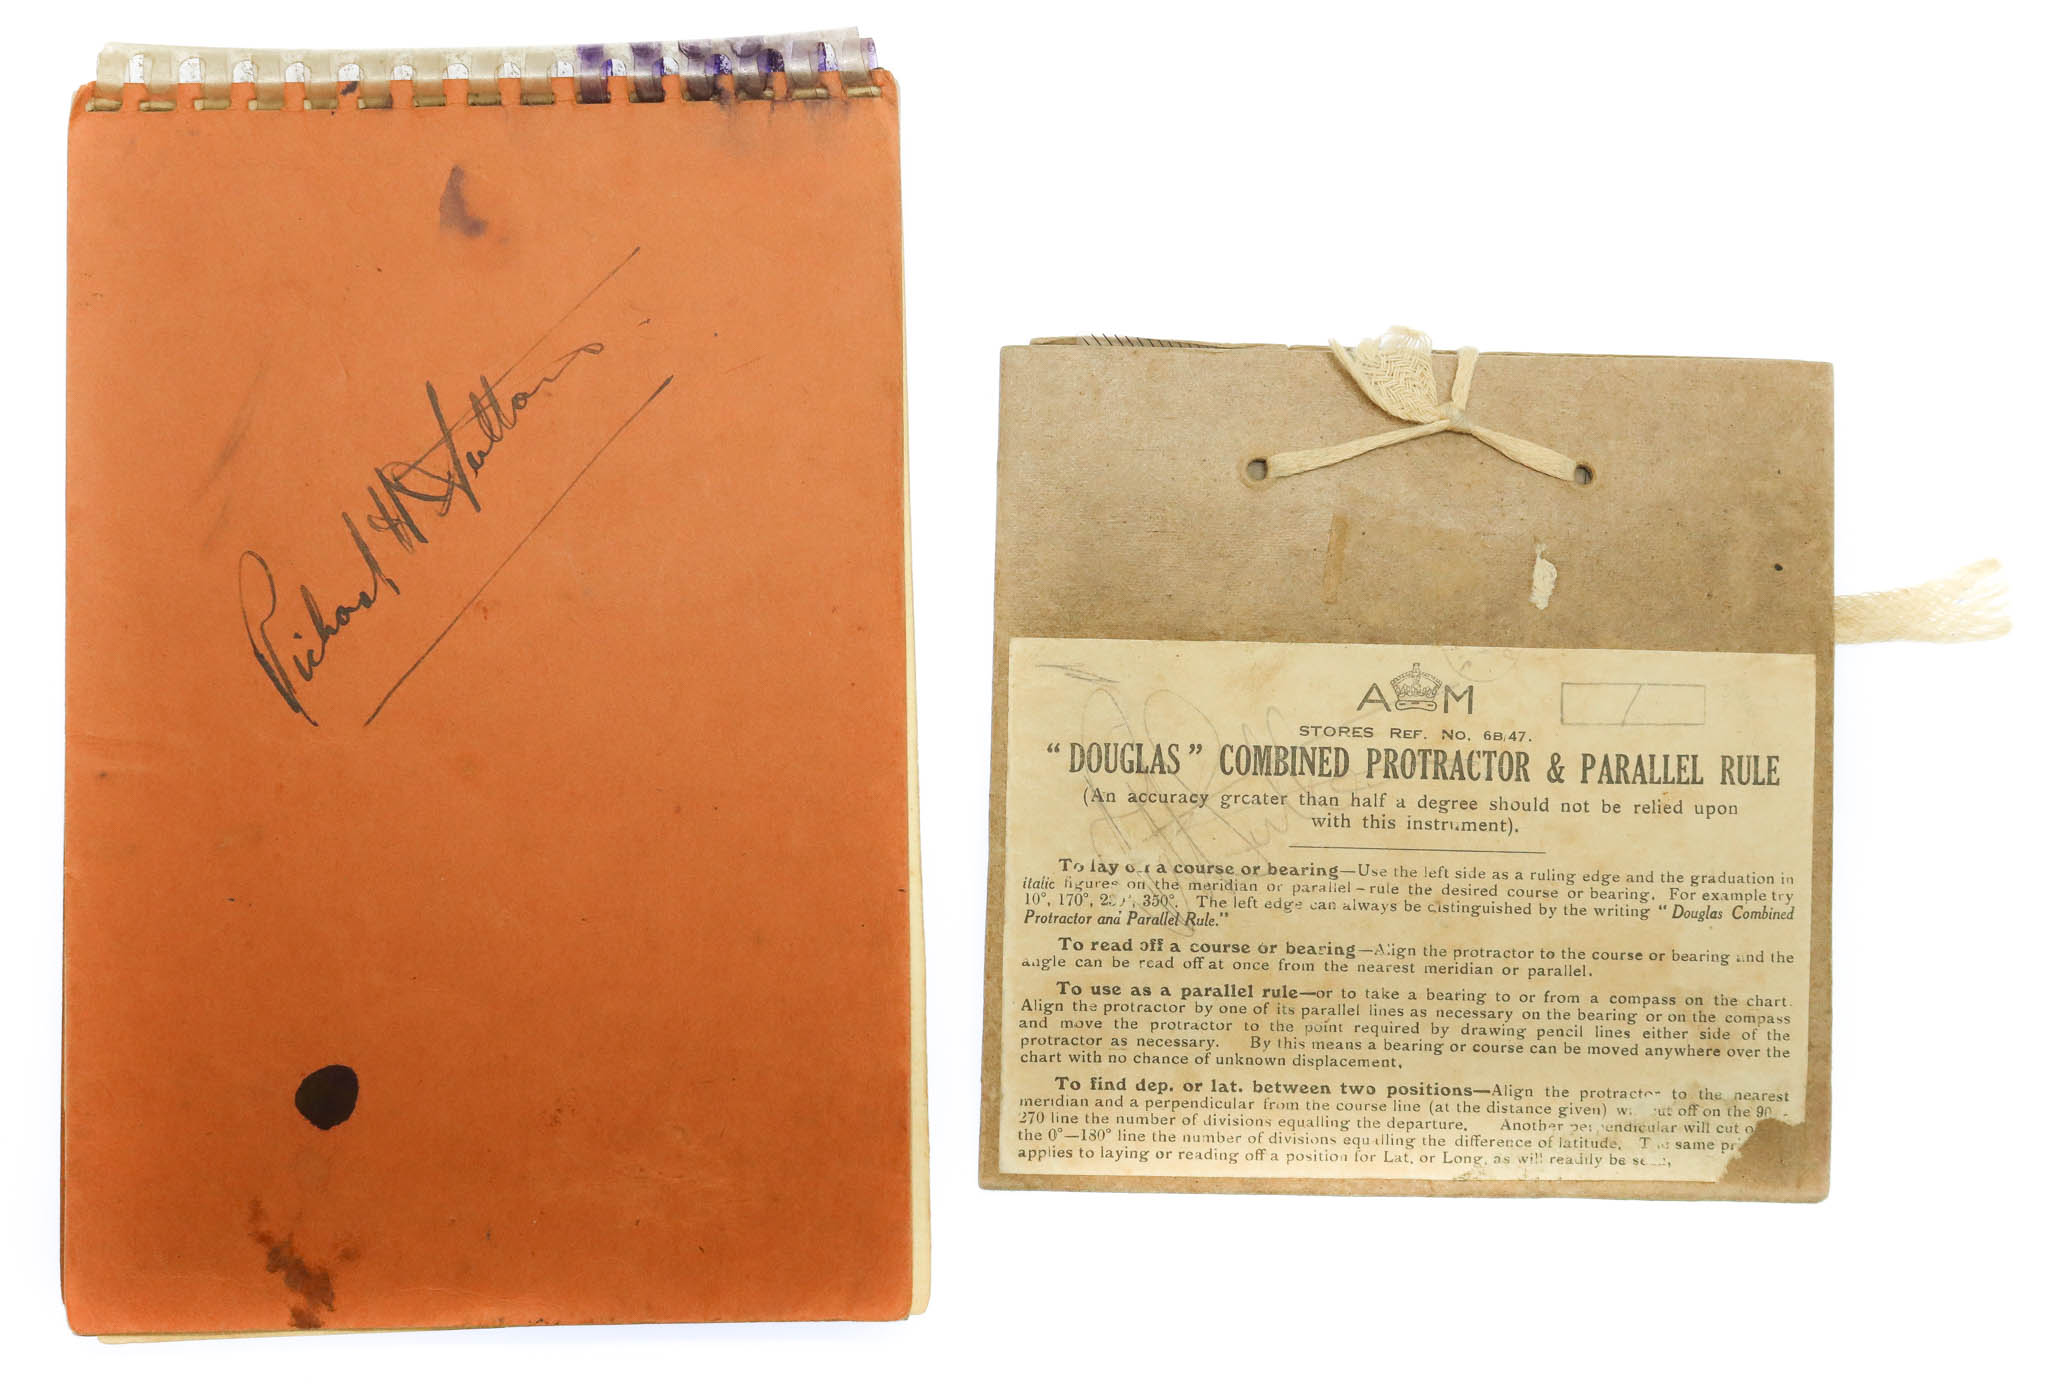 Richard H R Fulton
A M
STORES REF. NO. 6B/47.
"DOUGLAS" COMBINED PROTRACTOR & PARALLEL RULE
(An accuracy greater than half a degree should not be relied upon
with this instrument).
To lay on a course or bearing—Use the left side as a ruling edge and the graduation in
italic figures on the meridian or parallel—rule the desired course or bearing. For example try
10°, 170°, 350°. The left edge can always be distinguished by the writing "Douglas Combined
Protractor and Parallel Rule."
To read off a course or bearing—Align the protractor to the course or bearing and the
angle can be read off at once from the nearest meridian or parallel.
To use as a parallel rule—or to take a bearing to or from a compass on the chart.
Align the protractor by one of its parallel lines as necessary on the bearing or on the compass
and move the protractor to the point required by drawing pencil lines either side of the
protractor as necessary. By this means a bearing or course can be moved anywhere over the
chart with no chance of unknown displacement.
To find dep. or lat. between two positions—Align the protractor to the nearest
meridian and a perpendicular from the course line (at the distance given) cut off on the 90
270 line the number of divisions equalling the departure. Another perpendicular will cut
the 0°—180° line the number of divisions equalling the difference of latitude. same
applies to laying or reading off a position for Lat. or Long. as will readily be